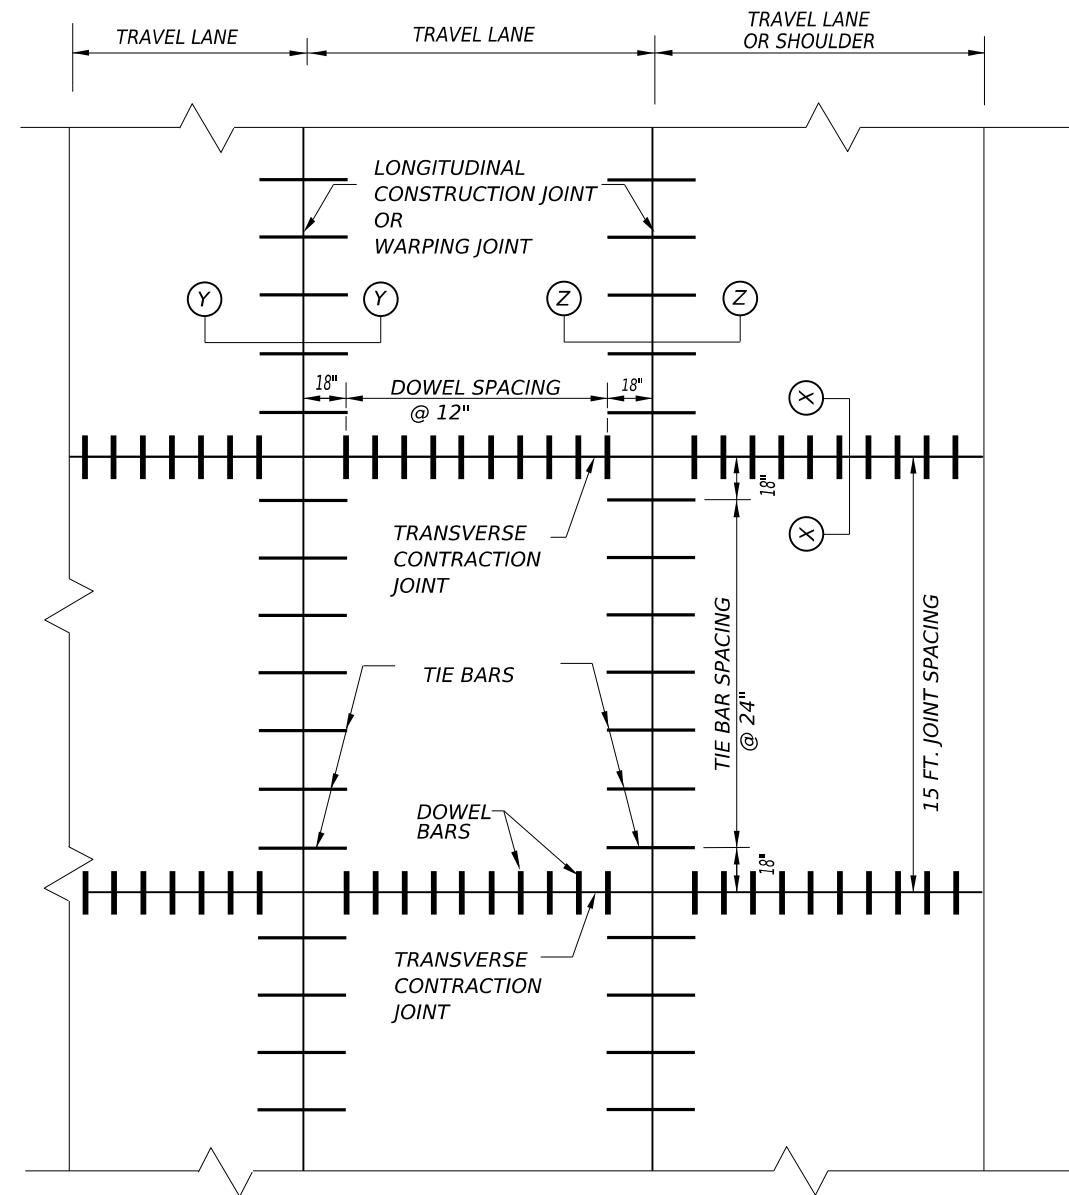 TRAVEL LANE
TRAVEL LANE
TRAVEL LANE
OR SHOULDER
LONGITUDINAL
CONSTRUCTION JOINT
OR
WARPING JOINT
Y
Y
Z
Z
18"
DOWEL SPACING
@ 12"
18"
X
X
18"
TRANSVERSE
CONTRACTION
JOINT
TIE BARS
TIE BAR SPACING
@ 24"
15 FT. JOINT SPACING
DOWEL
BARS
18"
TRANSVERSE
CONTRACTION
JOINT